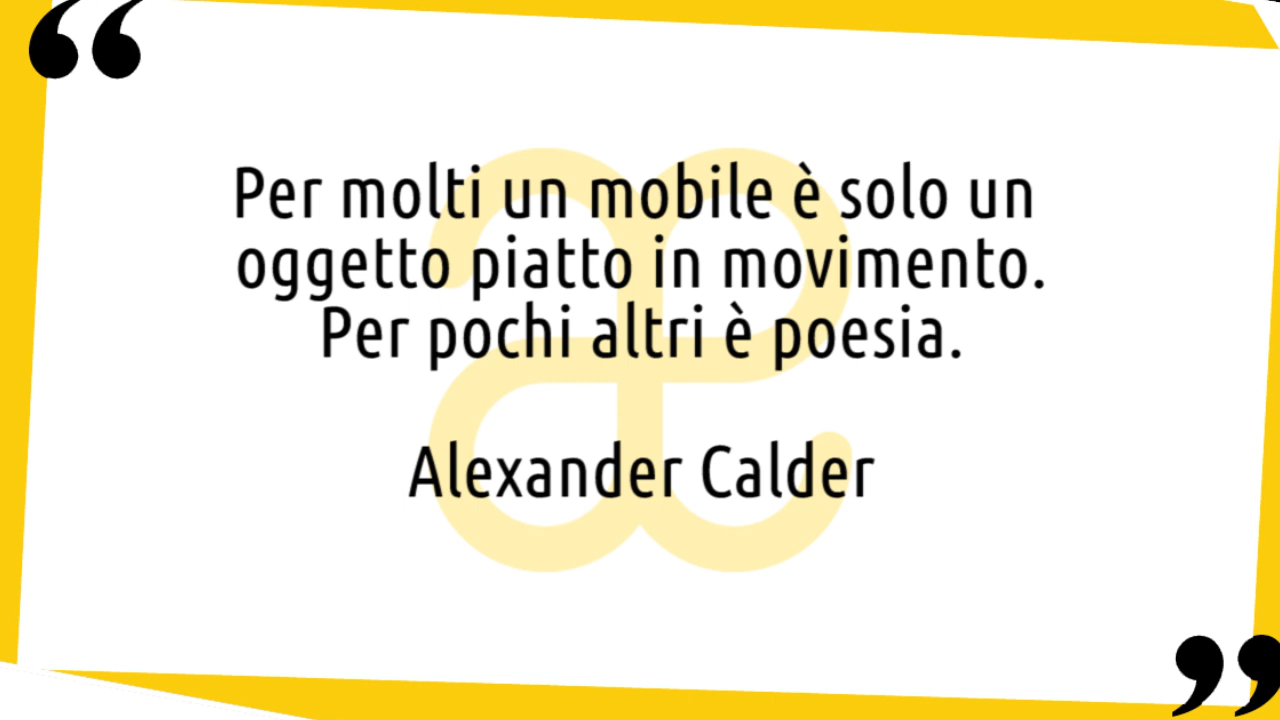 Per molti un mobile è solo un
oggetto piatto in movimento.
Per pochi altri è poesia.
Alexander Calder